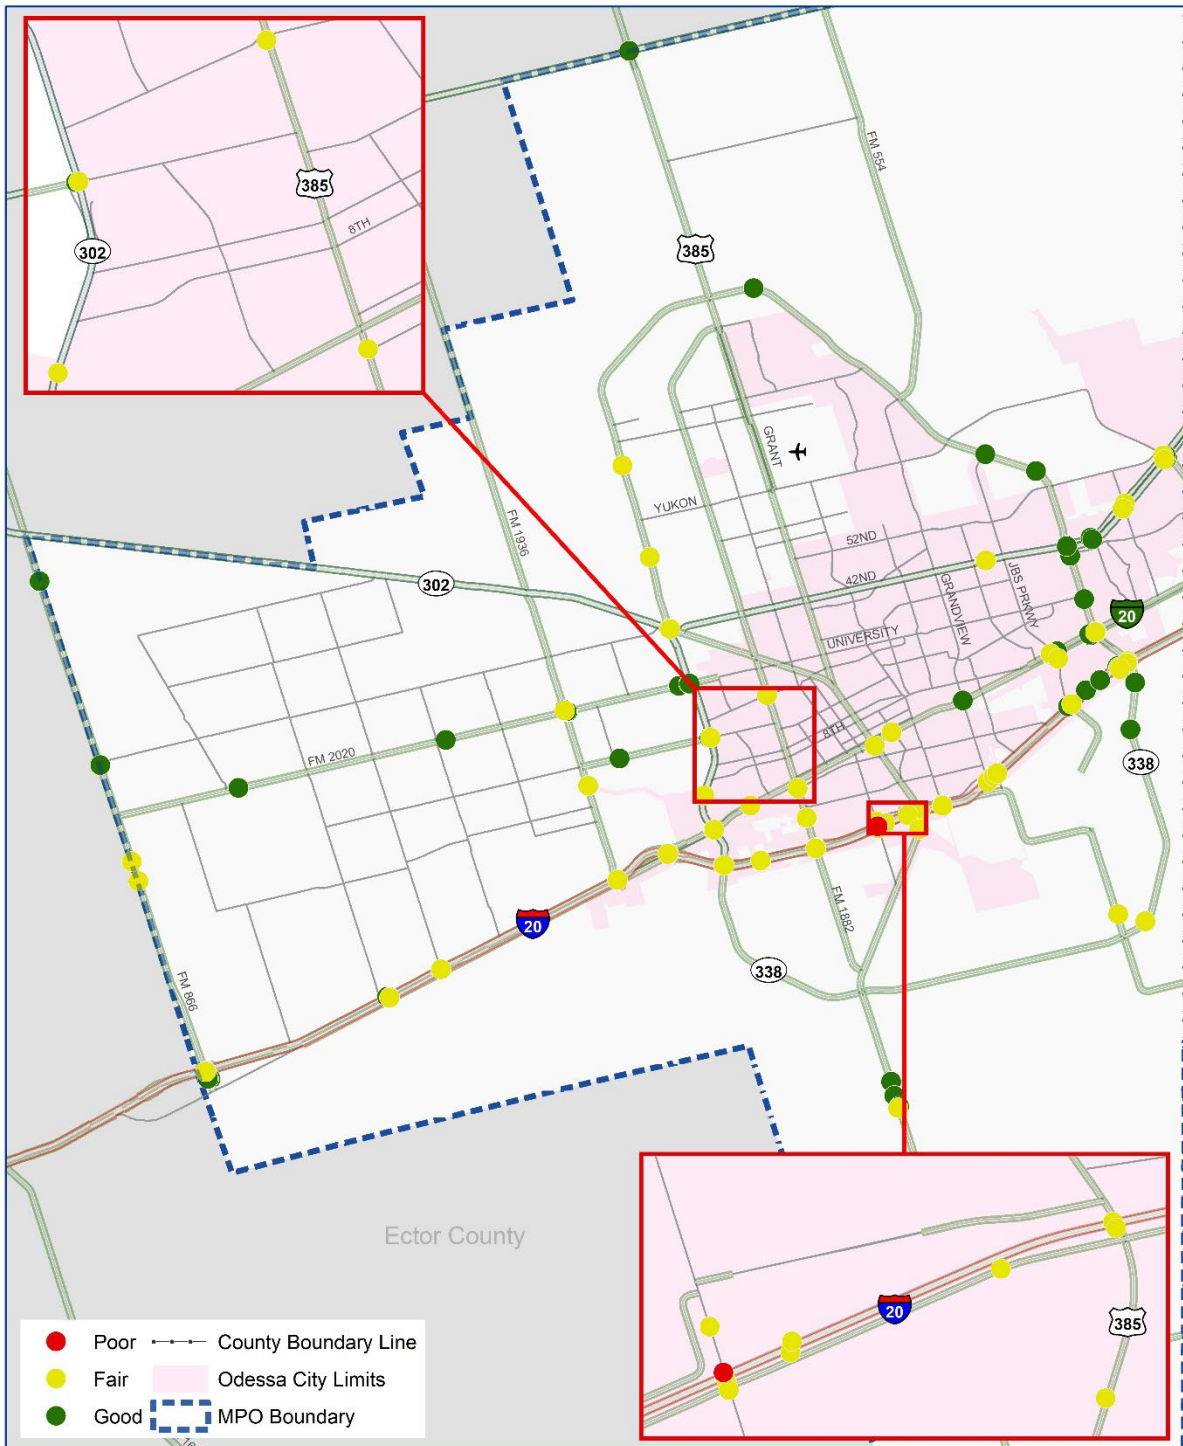 385
8TH
302
FM 554
385
GRANT
YUKON
FM 1936
52ND
302
42ND
GRANDVIEW
JBS PRKWY
20
UNIVERSITY
8TH
FM 2020
338
FM 1882
20
FM 866
338
Ector County
20
385
Poor
County Boundary Line
Fair
Odessa City Limits
Good
MPO Boundary